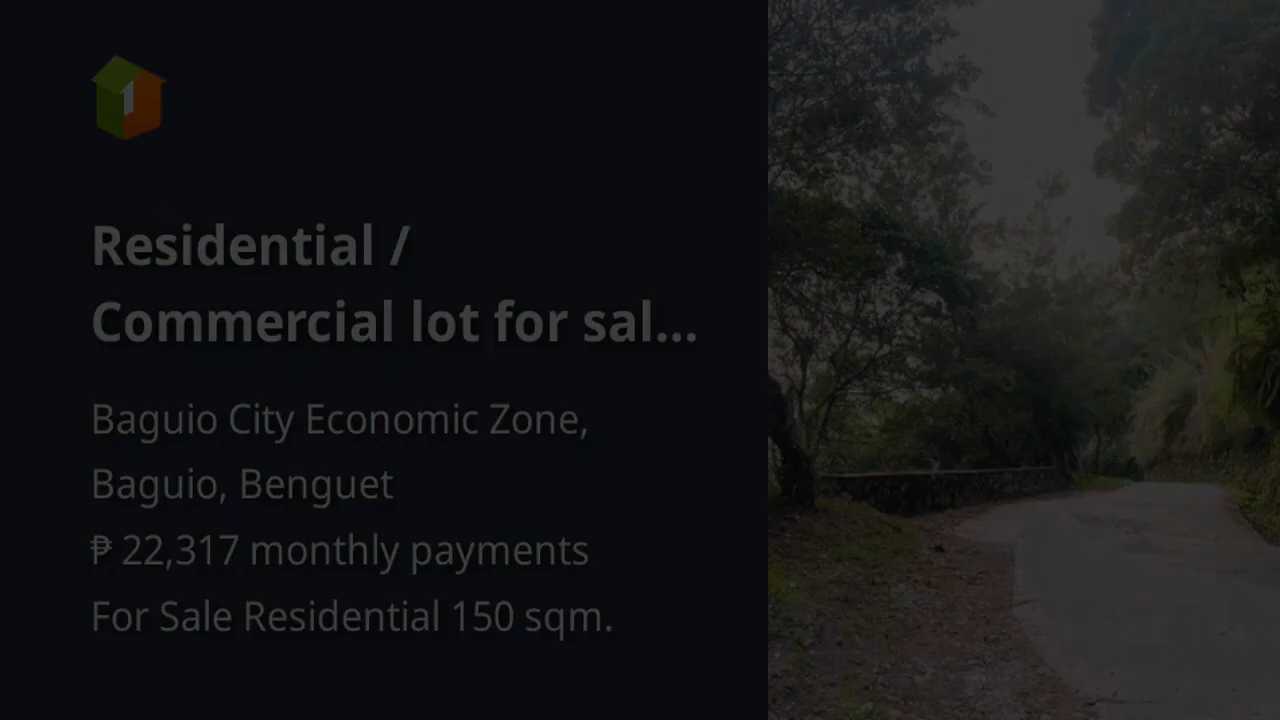 Residential /
Commercial lot for sal...
Baguio City Economic Zone,
Baguio, Benguet
₱ 22,317 monthly payments
For Sale Residential 150 sqm.